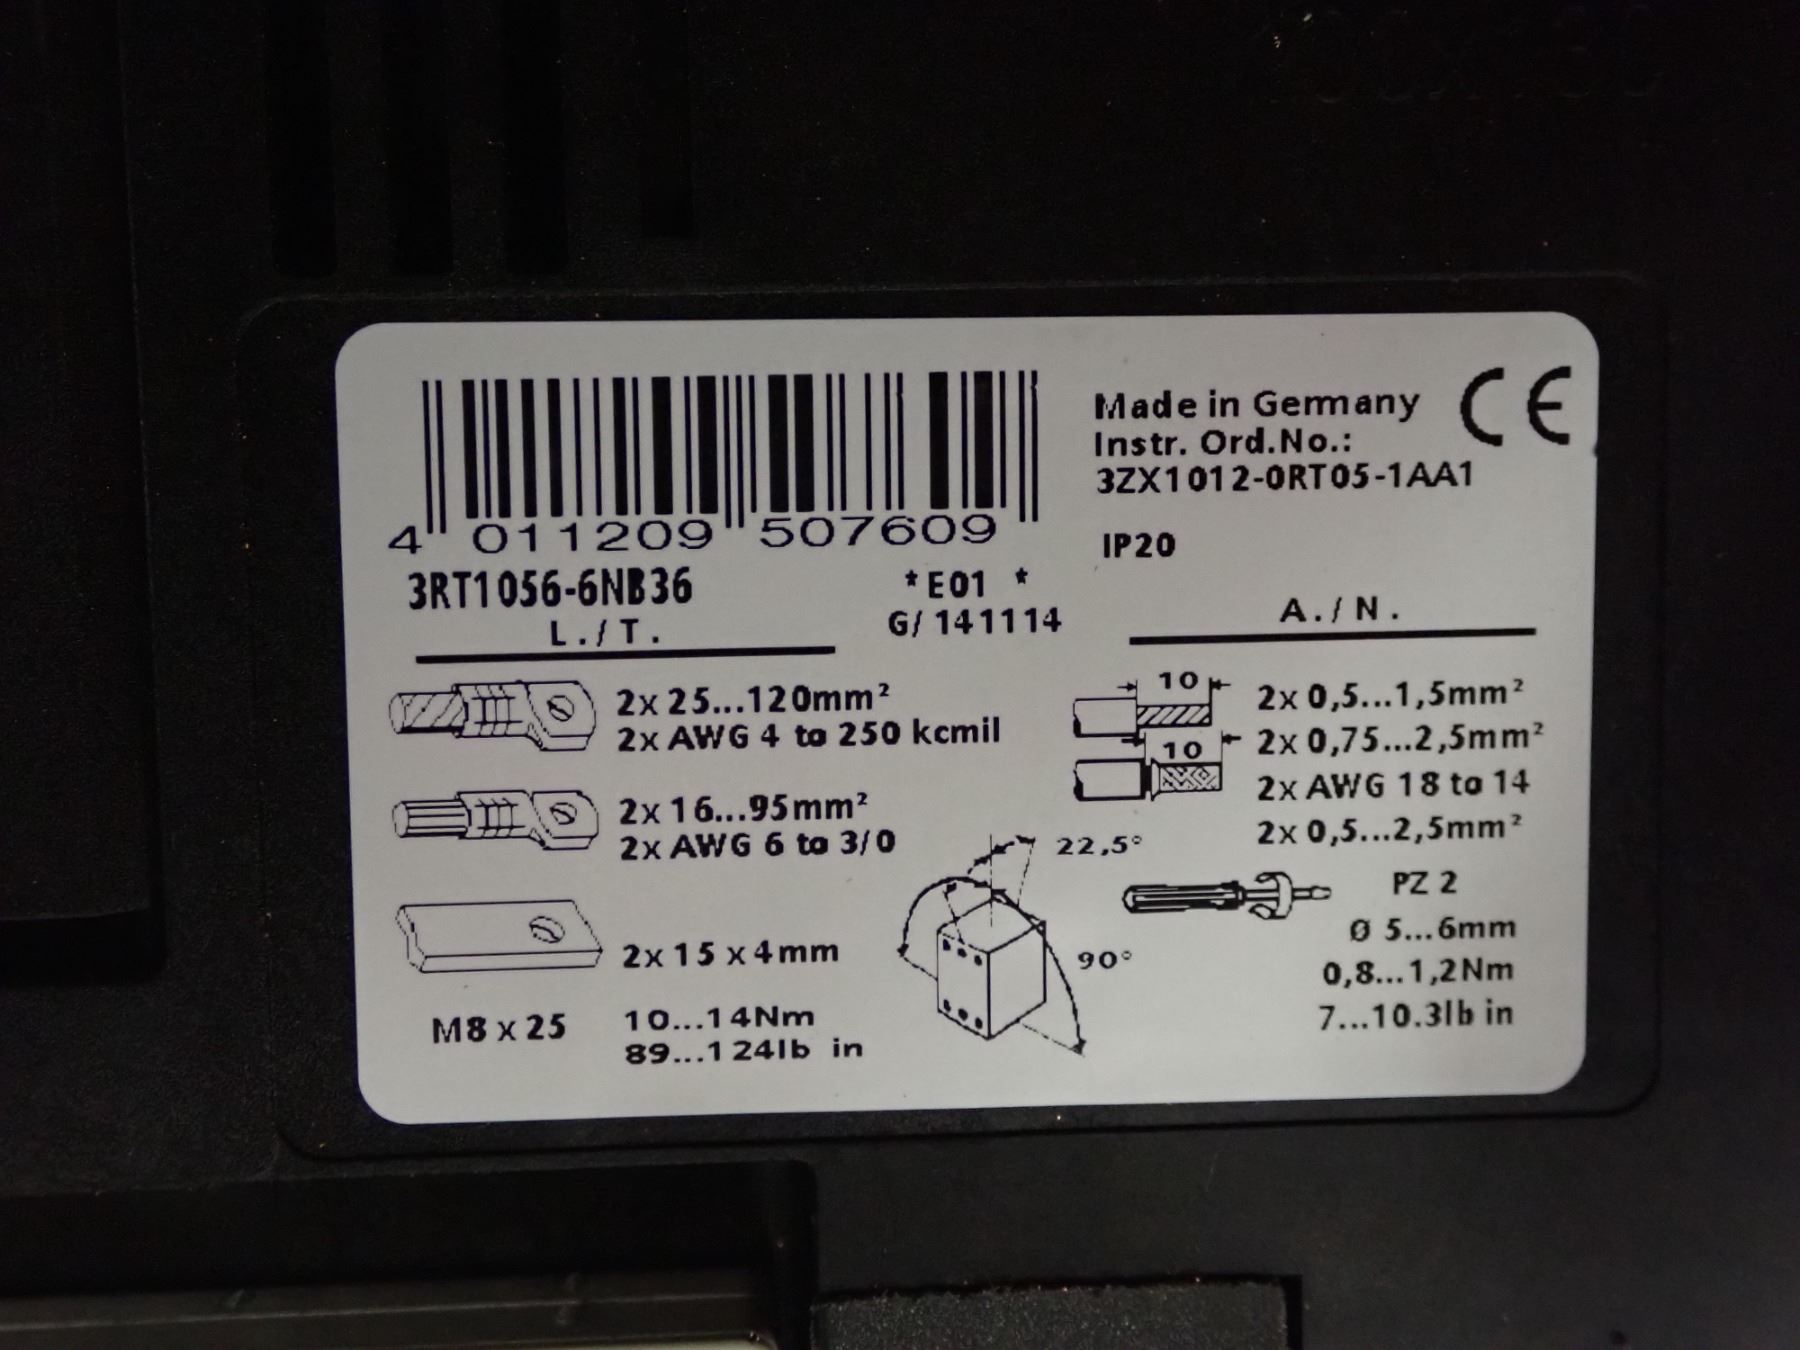 4 011209 507609
3RT1056-6NB36
*E01 *
G/ 141114
Made in Germany
Instr. Ord.No.:
3ZX1012-0RT05-1AA1
CE
IP20
L./T.
2x 25...120mm²
2x AWG 4 to 250 kcmil
2x 16...95mm²
2x AWG 6 to 3/0
2x 15 x 4mm
M8 x 25
10...14Nm
89...124lb in
22,5°
90°
A./N.
10
2x 0,5...1,5mm²
10
2x 0,75...2,5mm²
2x AWG 18 to 14
2x 0,5...2,5mm²
PZ 2
Ø 5...6mm
0,8...1,2Nm
7...10.3lb in